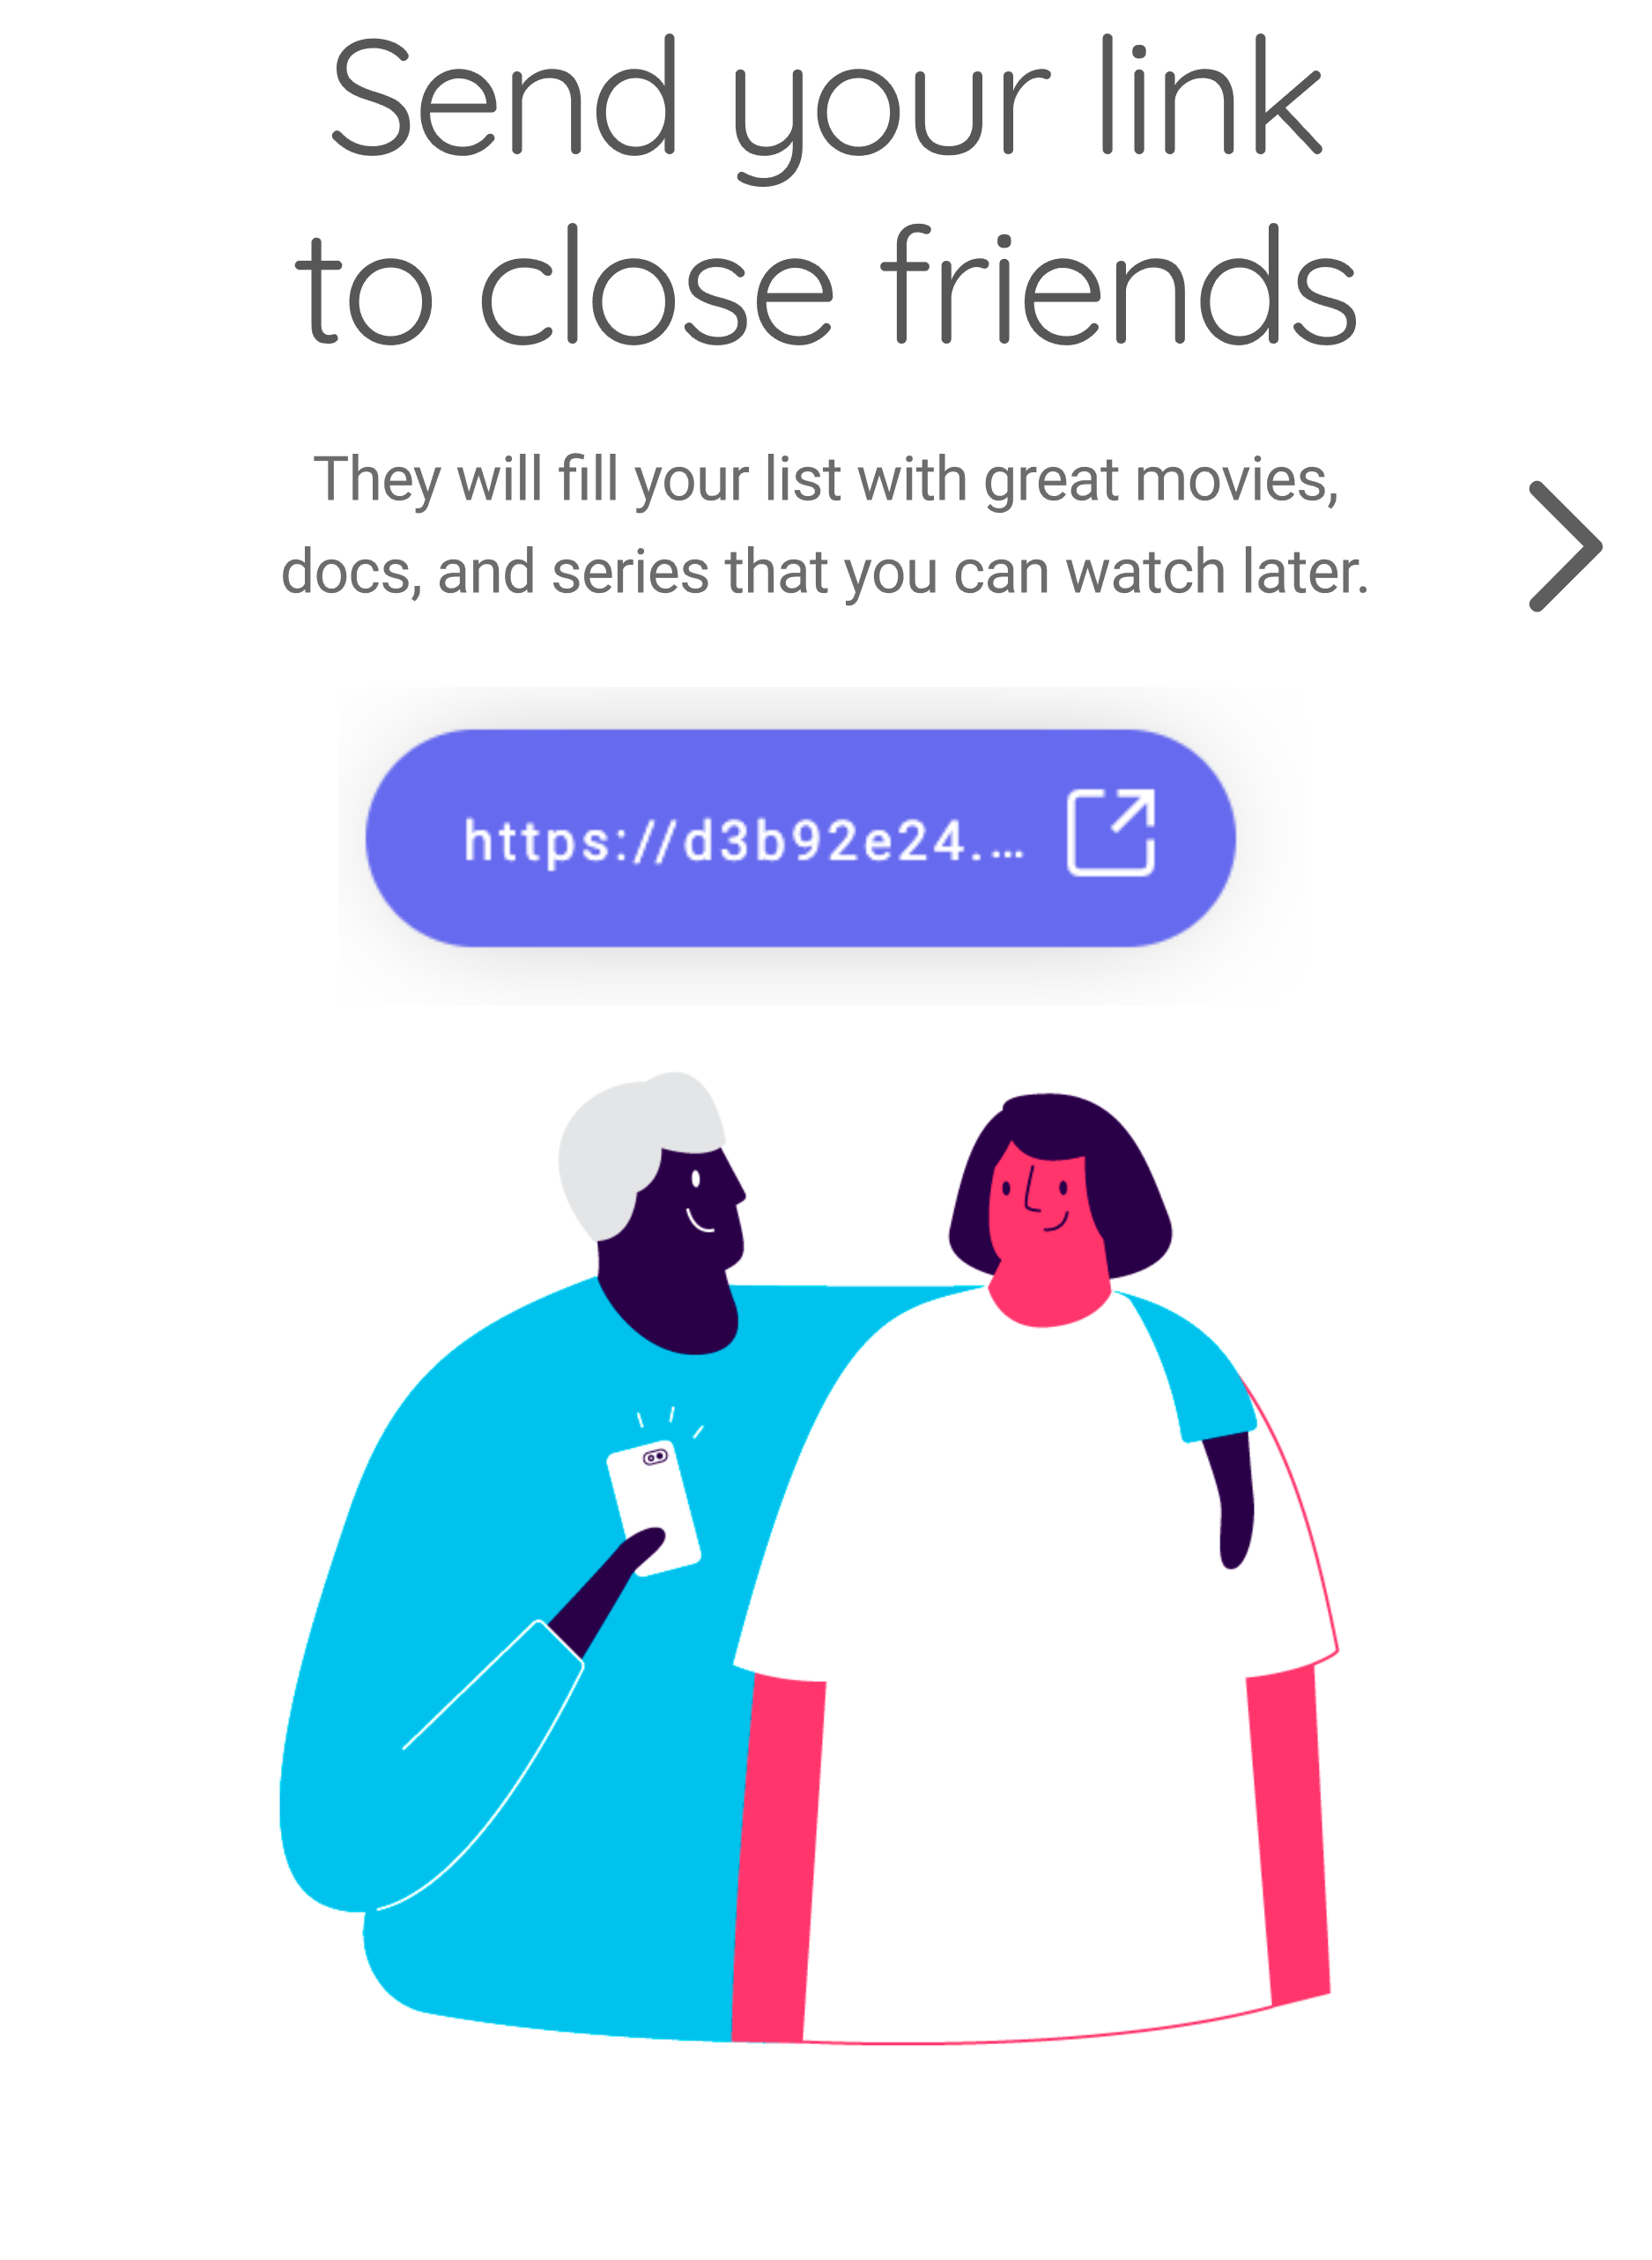 Send your link
to close friends
They will fill your list with great movies,
docs, and series that you can watch later.
https://d3b92e24.…